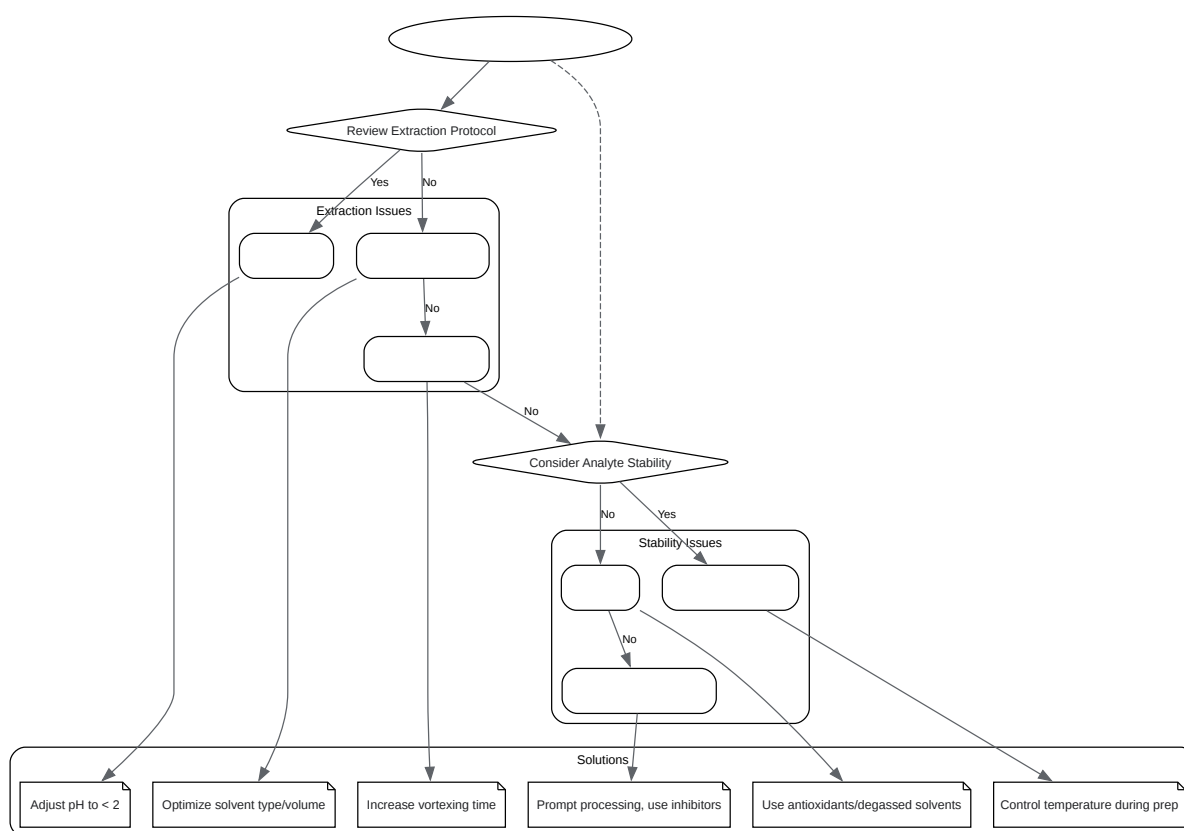 Review Extraction Protocol
Yes
No
Extraction Issues
No
No
Consider Analyte Stability
No
Yes
Stability Issues
No
Solutions
Adjust pH to < 2
Optimize solvent type/volume
Increase vortexing time
Prompt processing, use inhibitors
Use antioxidants/degassed solvents
Control temperature during prep